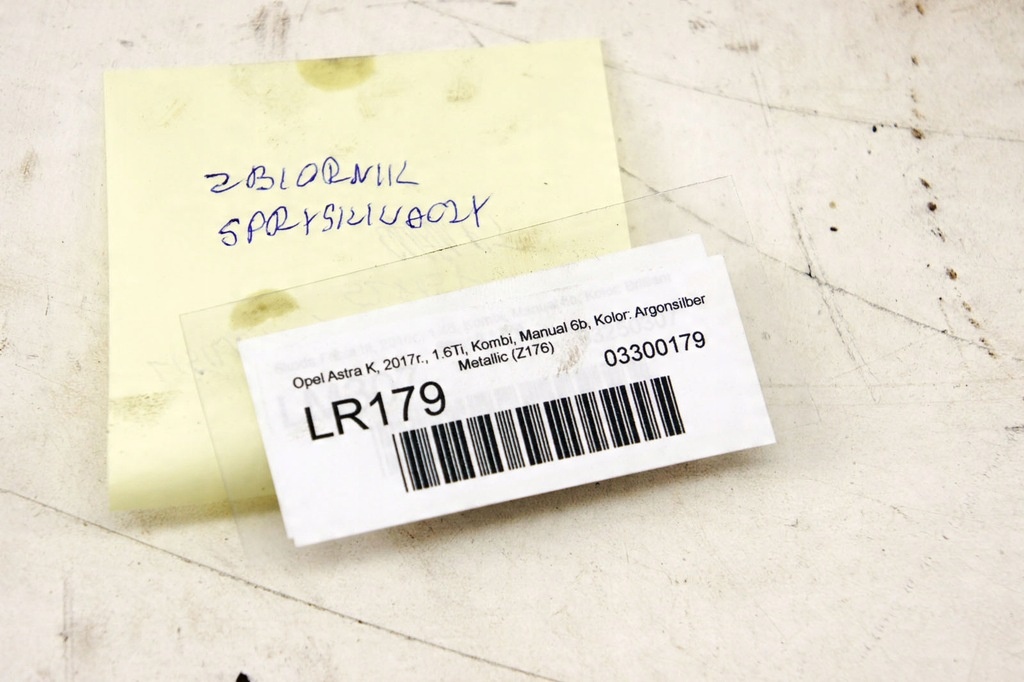 ZBIORNIK
SPRYSKIWACZY
Opel Astra K, 2017r., 1.6Ti, Kombi, Manual 6b, Kolor: Argonsilber
Metallic (Z176)
03300179
LR179